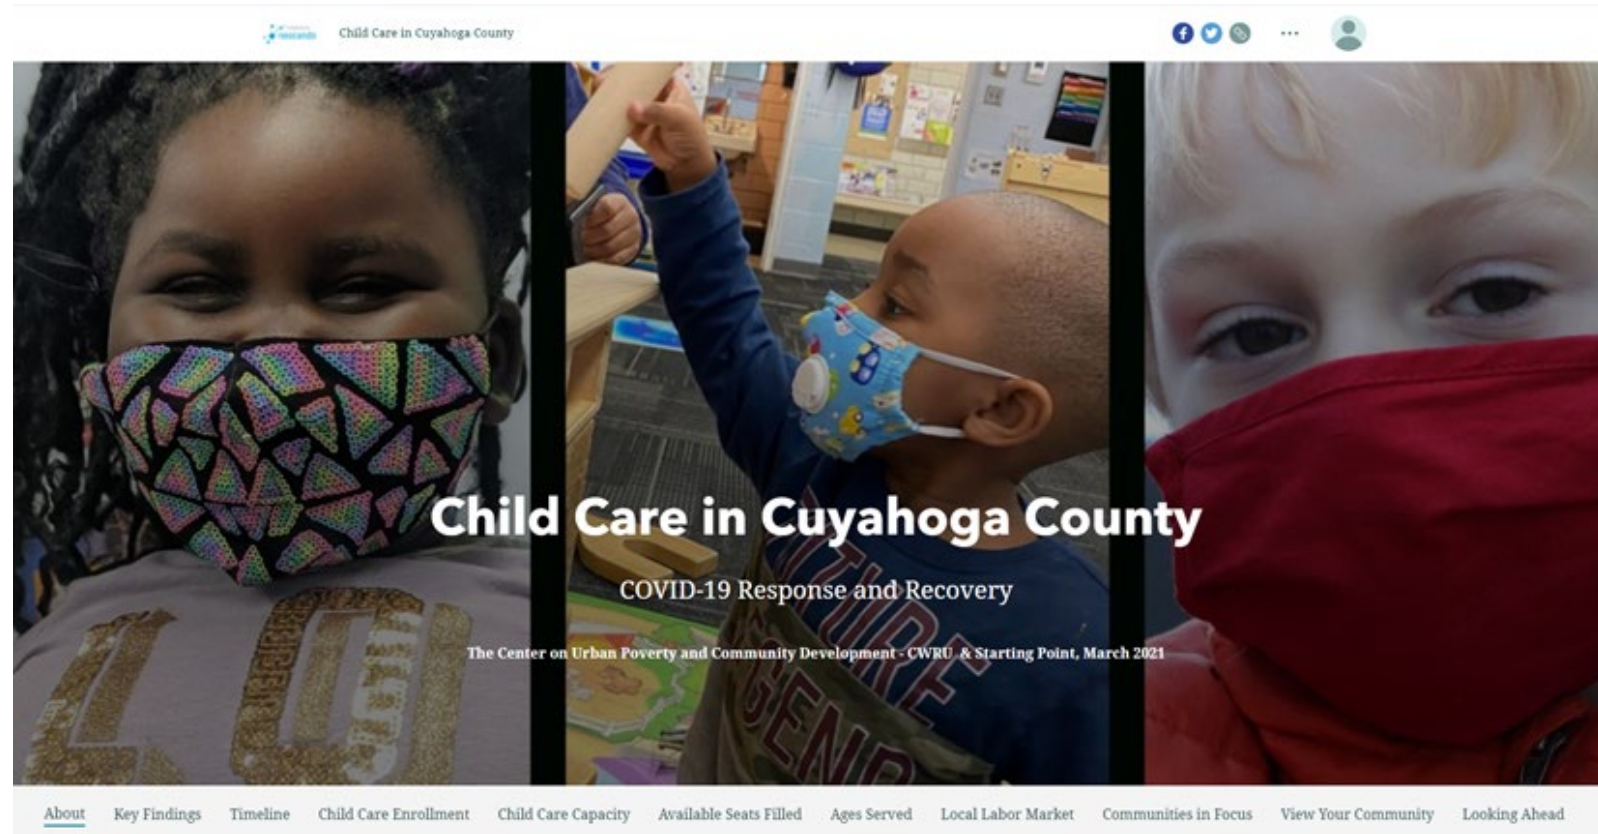 neocando
Child Care in Cuyahoga County
Child Care in Cuyahoga County
COVID-19 Response and Recovery
The Center on Urban Poverty and Community Development - CWRU & Starting Point, March 2021
About Key Findings Timeline Child Care Enrollment Child Care Capacity Available Seats Filled Ages Served Local Labor Market Communities in Focus View Your Community Looking Ahead